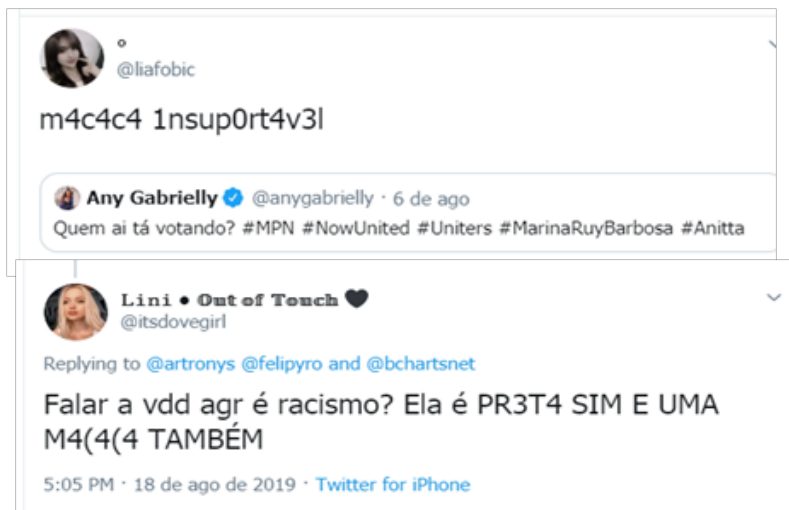 °
@liafobic
m4c4c4 1nsup0rt4v3l
Any Gabrielly @anygabrielly · 6 de ago
Quem ai tá votando? #MPN #NowUnited #Uniters #MarinaRuyBarbosa #Anitta
Lini • Out of Touch 🖤
@itsdovegirl
Replying to @artronys @felipyro and @bchartsnet
Falar a vdd agr é racismo? Ela é PR3T4 SIM E UMA
M4(4(4 TAMBÉM
5:05 PM · 18 de ago de 2019 · Twitter for iPhone